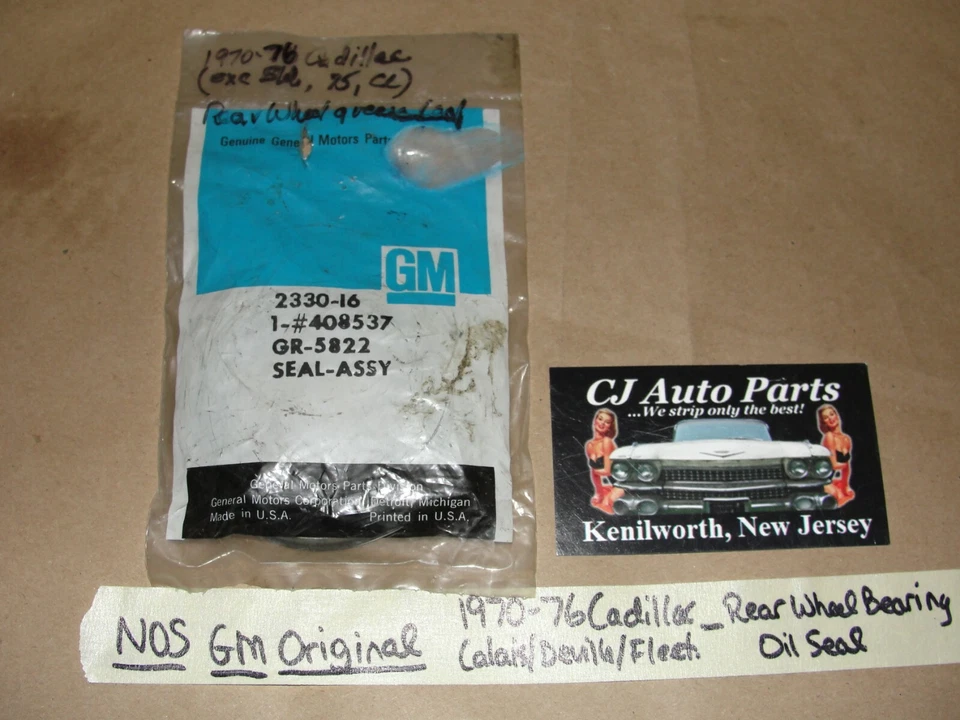 1970-76 Cadillac
(exc Sev, 75, CC)
Rear Wheel grease seal
Genuine General Motors Parts
GM
2330-16
1-#408537
GR-5822
SEAL-ASSY
General Motors Parts Division
General Motors Corporation, Detroit, Michigan
Made in U.S.A. Printed in U.S.A.
CJ Auto Parts
...We strip only the best!
Kenilworth, New Jersey
NOS GM Original
1970-76 Cadillac_Rear Wheel Bearing
Calais/Deville/Fleet. Oil Seal